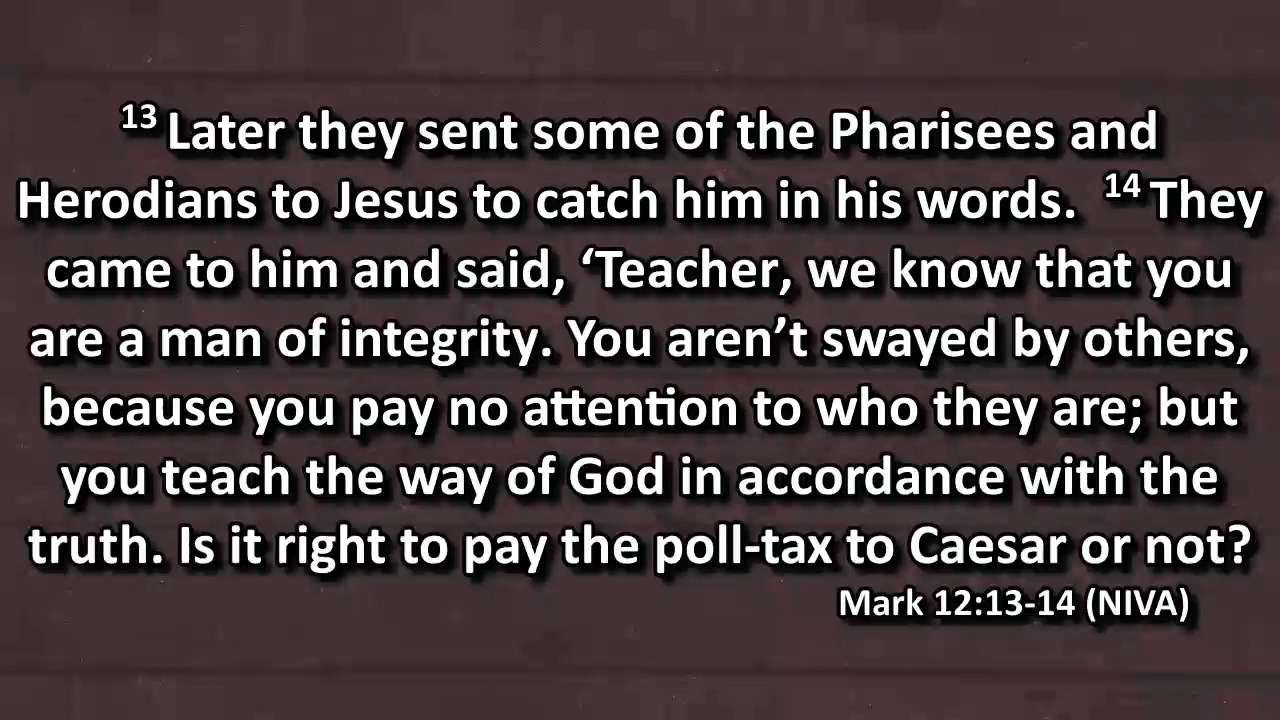 13 Later they sent some of the Pharisees and
Herodians to Jesus to catch him in his words. 14 They
came to him and said, ‘Teacher, we know that you
are a man of integrity. You aren’t swayed by others,
because you pay no attention to who they are; but
you teach the way of God in accordance with the
truth. Is it right to pay the poll-tax to Caesar or not?
Mark 12:13-14 (NIVA)